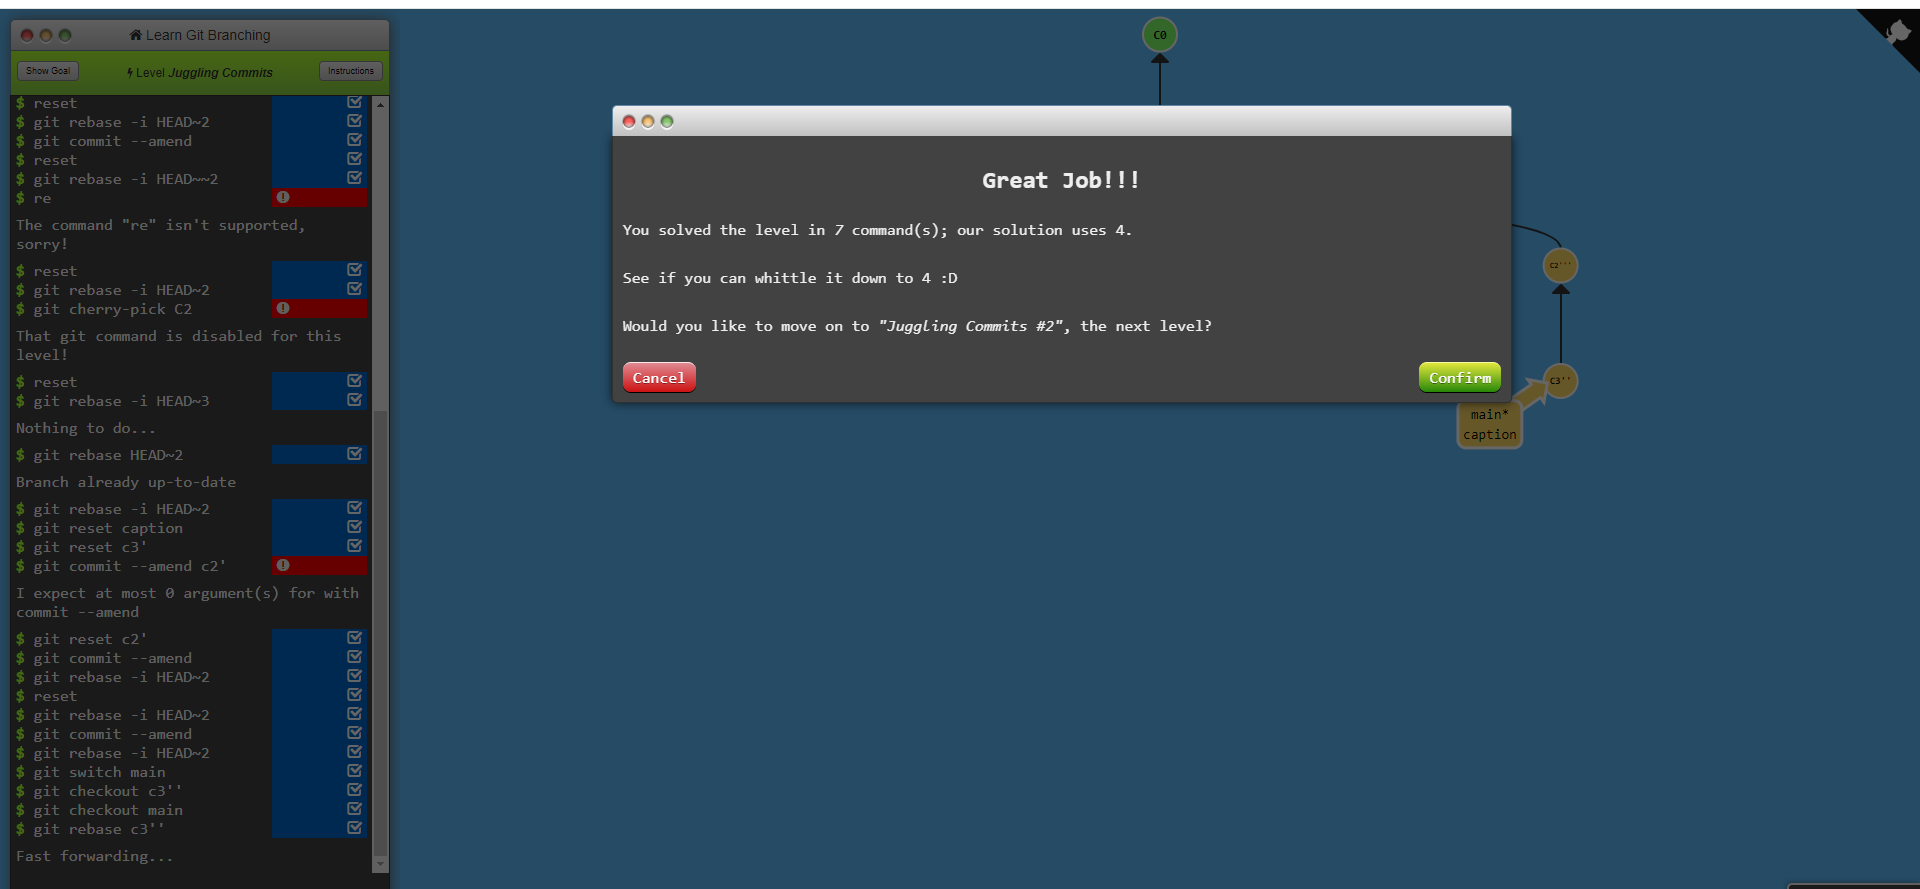 Learn Git Branching
Show Goal
Level Juggling Commits
Instructions
$ reset
$ git rebase -i HEAD~2
$ git commit --amend
$ reset
$ git rebase -i HEAD~~2
$ re
The command "re" isn't supported,
sorry!
$ reset
$ git rebase -i HEAD~2
$ git cherry-pick C2
That git command is disabled for this
level!
$ reset
$ git rebase -i HEAD~3
Nothing to do...
$ git rebase HEAD~2
Branch already up-to-date
$ git rebase -i HEAD~2
$ git reset caption
$ git reset c3'
$ git commit --amend c2'
I expect at most 0 argument(s) for with
commit --amend
$ git reset c2'
$ git commit --amend
$ git rebase -i HEAD~2
$ reset
$ git rebase -i HEAD~2
$ git commit --amend
$ git rebase -i HEAD~2
$ git switch main
$ git checkout c3''
$ git checkout main
$ git rebase c3''
Fast forwarding...
C0
Great Job!!!
You solved the level in 7 command(s); our solution uses 4.
See if you can whittle it down to 4 :D
Would you like to move on to "Juggling Commits #2", the next level?
Cancel
Confirm
C2'''
C3''
main*
caption